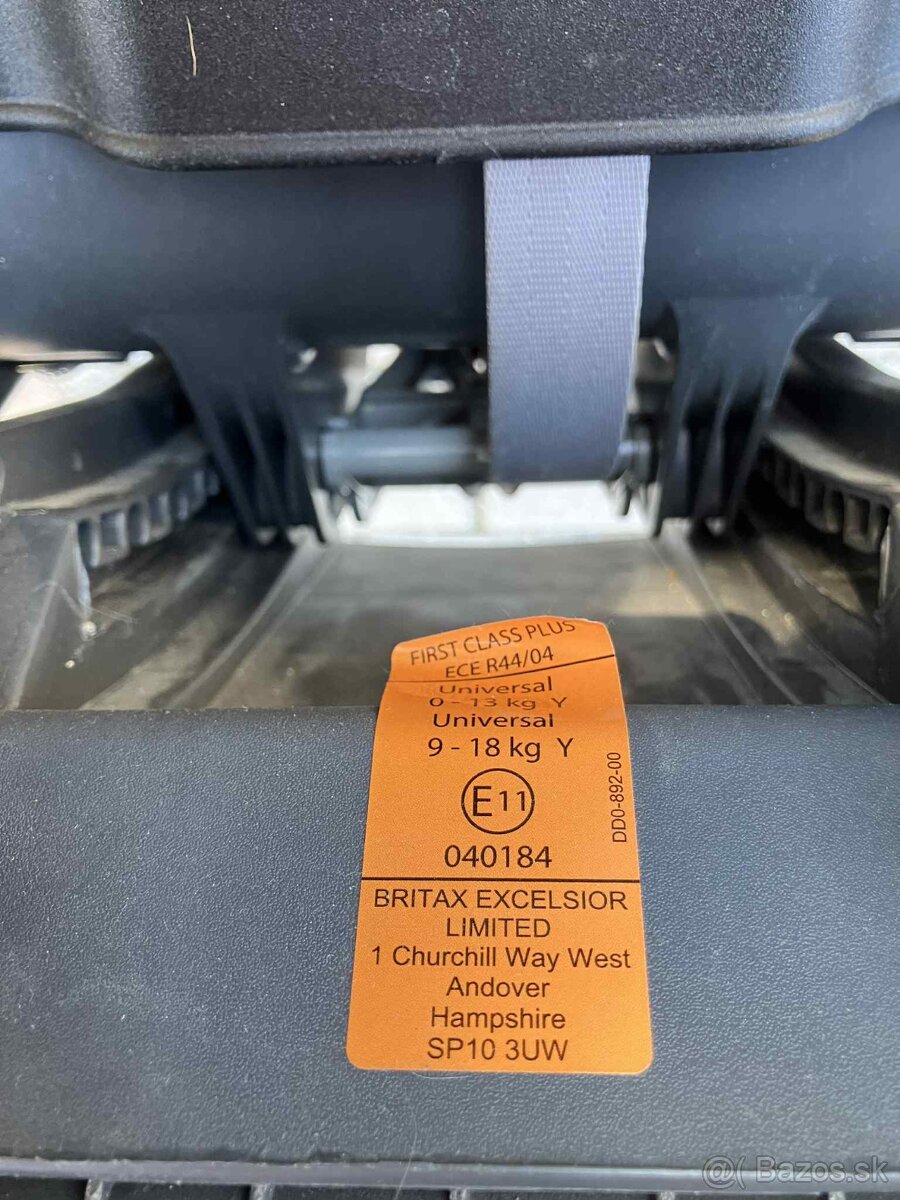 FIRST CLASS PLUS
ECE R44/04
Universal
0 - 13 kg Y
Universal
9 - 18 kg Y
E11
040184
DD0-892-00
BRITAX EXCELSIOR
LIMITED
1 Churchill Way West
Andover
Hampshire
SP10 3UW
@( Bazos.sk